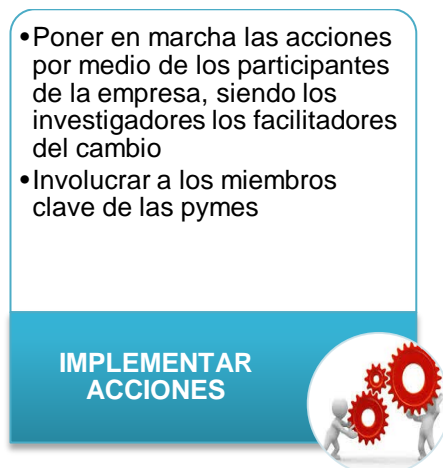 •Poner en marcha las acciones
por medio de los participantes
de la empresa, siendo los
investigadores los facilitadores
del cambio
•Involucrar a los miembros
clave de las pymes
IMPLEMENTAR
ACCIONES